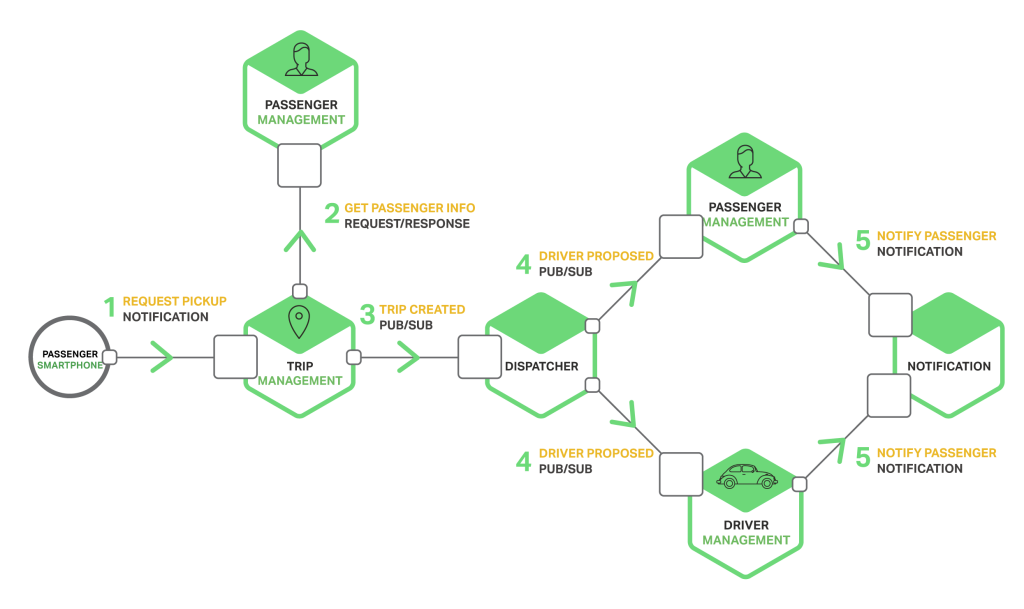 PASSENGER
MANAGEMENT
2 GET PASSENGER INFO
REQUEST/RESPONSE
1 REQUEST PICKUP
NOTIFICATION
PASSENGER
SMARTPHONE
TRIP
MANAGEMENT
3 TRIP CREATED
PUB/SUB
DISPATCHER
4 DRIVER PROPOSED
PUB/SUB
PASSENGER
MANAGEMENT
5 NOTIFY PASSENGER
NOTIFICATION
4 DRIVER PROPOSED
PUB/SUB
DRIVER
MANAGEMENT
5 NOTIFY PASSENGER
NOTIFICATION
NOTIFICATION